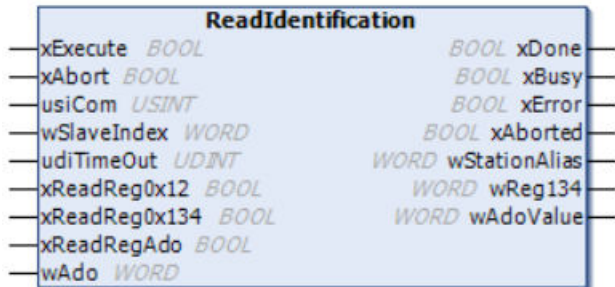 ReadIdentification
xExecute BOOL BOOL xDone
xAbort BOOL BOOL xBusy
usiCom USINT BOOL xError
wSlaveIndex WORD BOOL xAborted
udiTimeOut UDINT WORD wStationAlias
xReadReg0x12 BOOL WORD wReg134
xReadReg0x134 BOOL WORD wAdoValue
xReadRegAdo BOOL
wAdo WORD